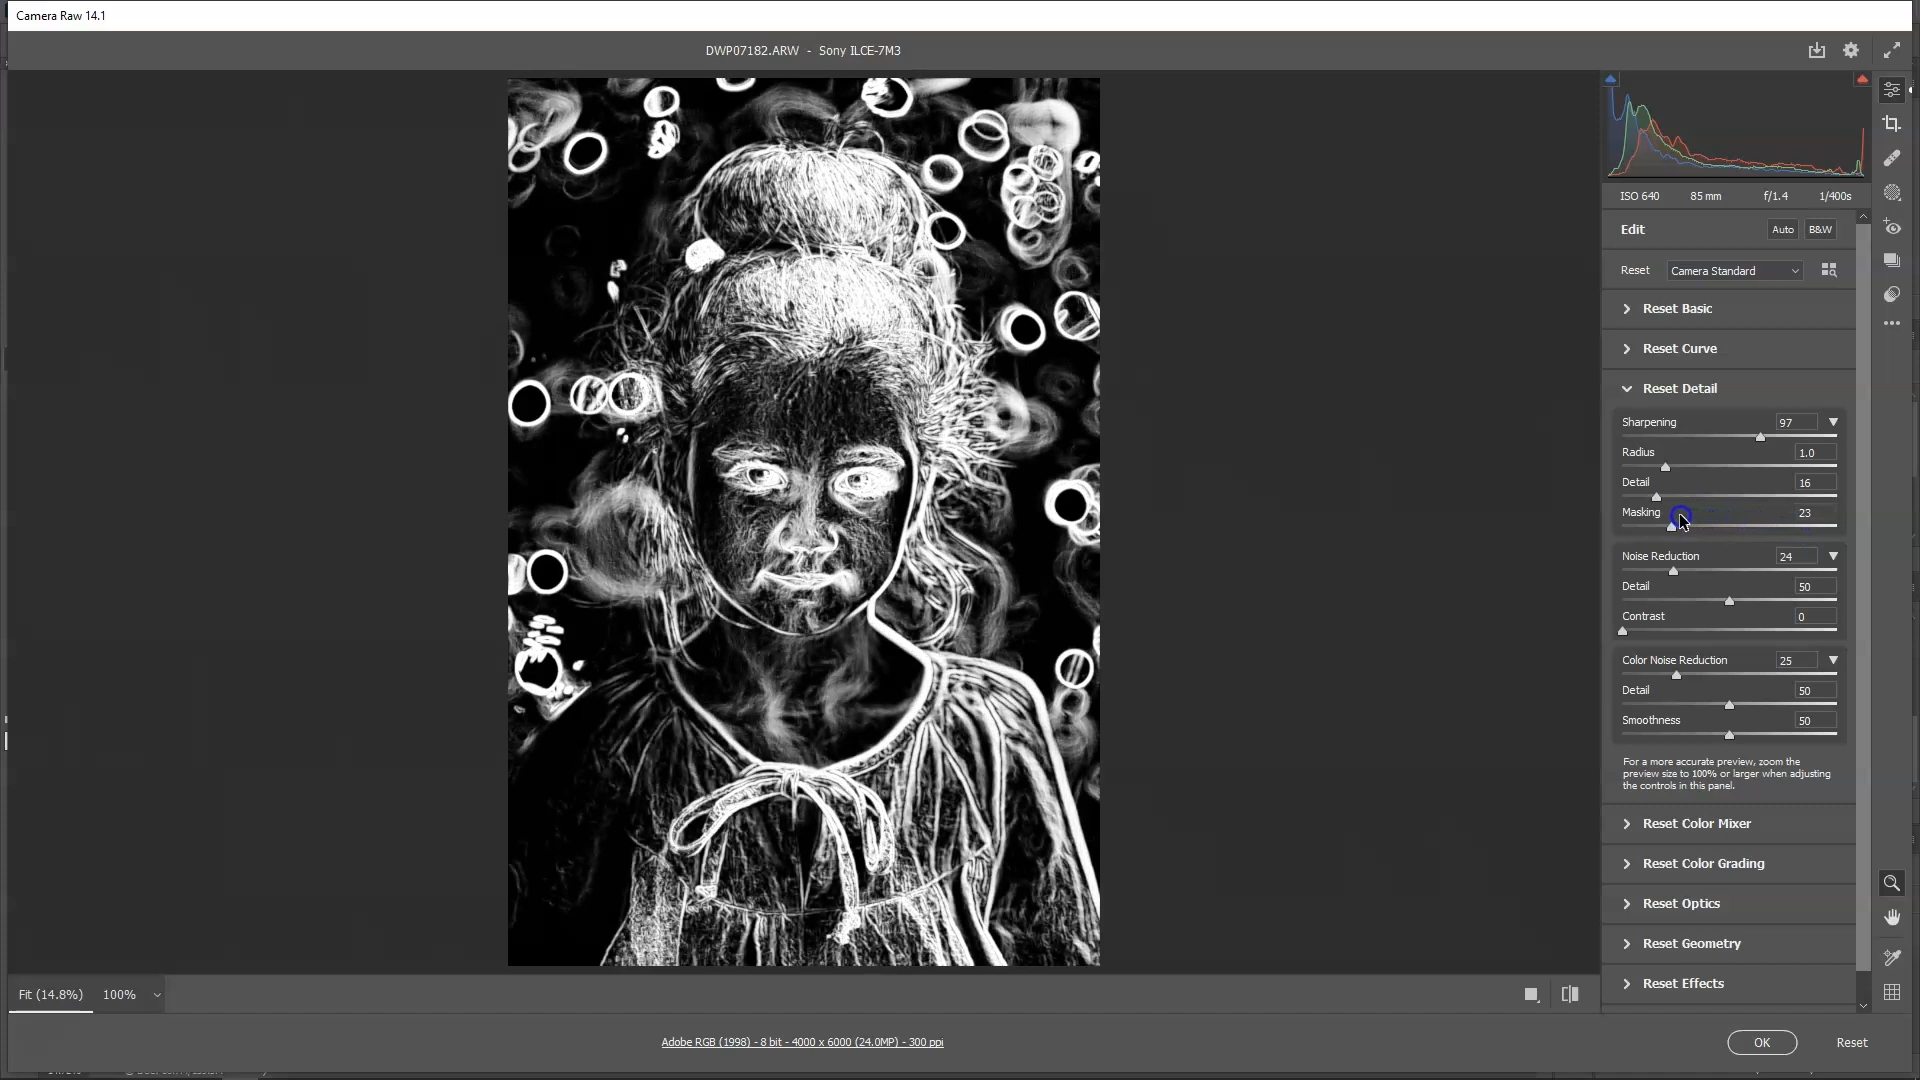 Camera Raw 14.1
DWP07182.ARW - Sony ILCE-7M3
ISO 640 85 mm f/1.4 1/400s
Edit Auto B&W
Reset Camera Standard
Reset Basic
Reset Curve
Reset Detail
Sharpening 97
Radius 1.0
Detail 16
Masking 23
Noise Reduction 24
Detail 50
Contrast 0
Color Noise Reduction 25
Detail 50
Smoothness 50
For a more accurate preview, zoom the
preview size to 100% or larger when adjusting
the controls in this panel.
Reset Color Mixer
Reset Color Grading
Reset Optics
Reset Geometry
Reset Effects
Fit (14.8%) 100%
Adobe RGB (1998) - 8 bit - 4000 x 6000 (24.0MP) - 300 ppi
OK Reset